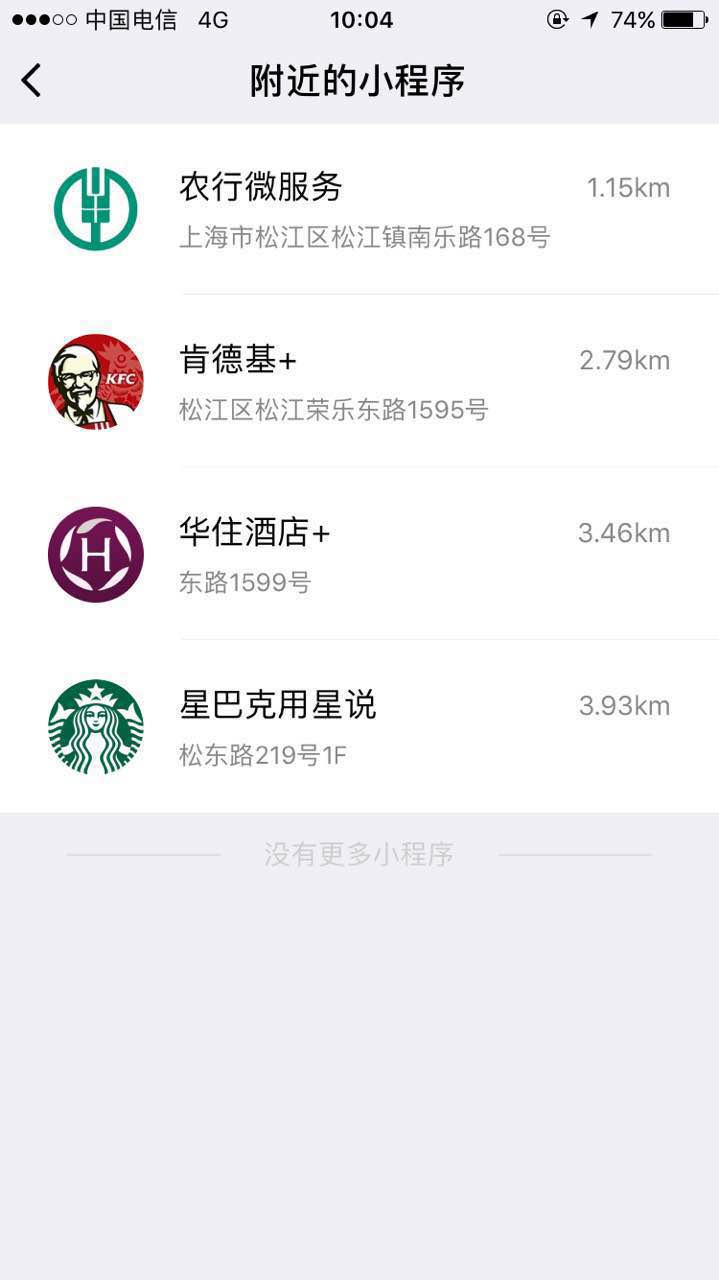 中国电信 4G 10:04 74%
附近的小程序
农行微服务 1.15km
上海市松江区松江镇南乐路168号
KFC
肯德基+ 2.79km
松江区松江荣乐东路1595号
H
华住酒店+ 3.46km
东路1599号
星巴克用星说 3.93km
松东路219号1F
没有更多小程序